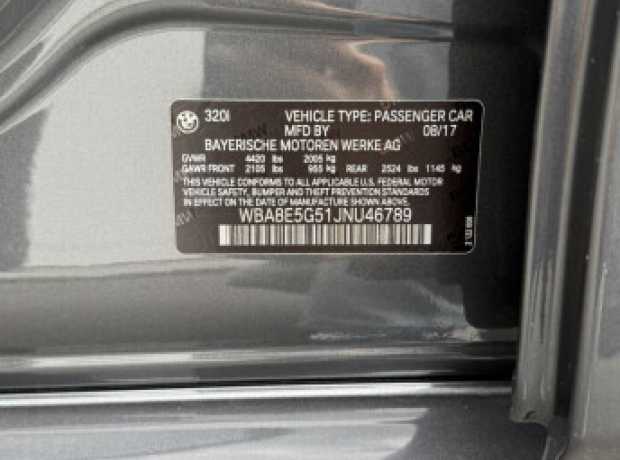 320i VEHICLE TYPE: PASSENGER CAR
MFD BY 08/17
BAYERISCHE MOTOREN WERKE AG
GVWR 4420 lbs 2005 kg
GAWR FRONT 2105 lbs 955 kg REAR 2524 lbs 1145 kg
THIS VEHICLE CONFORMS TO ALL APPLICABLE U.S. FEDERAL MOTOR
VEHICLE SAFETY, BUMPER AND THEFT PREVENTION STANDARDS
IN EFFECT ON THE
DATE OF MANUFACTURE SHOWN ABOVE.
WBA8E5G51JNU46789